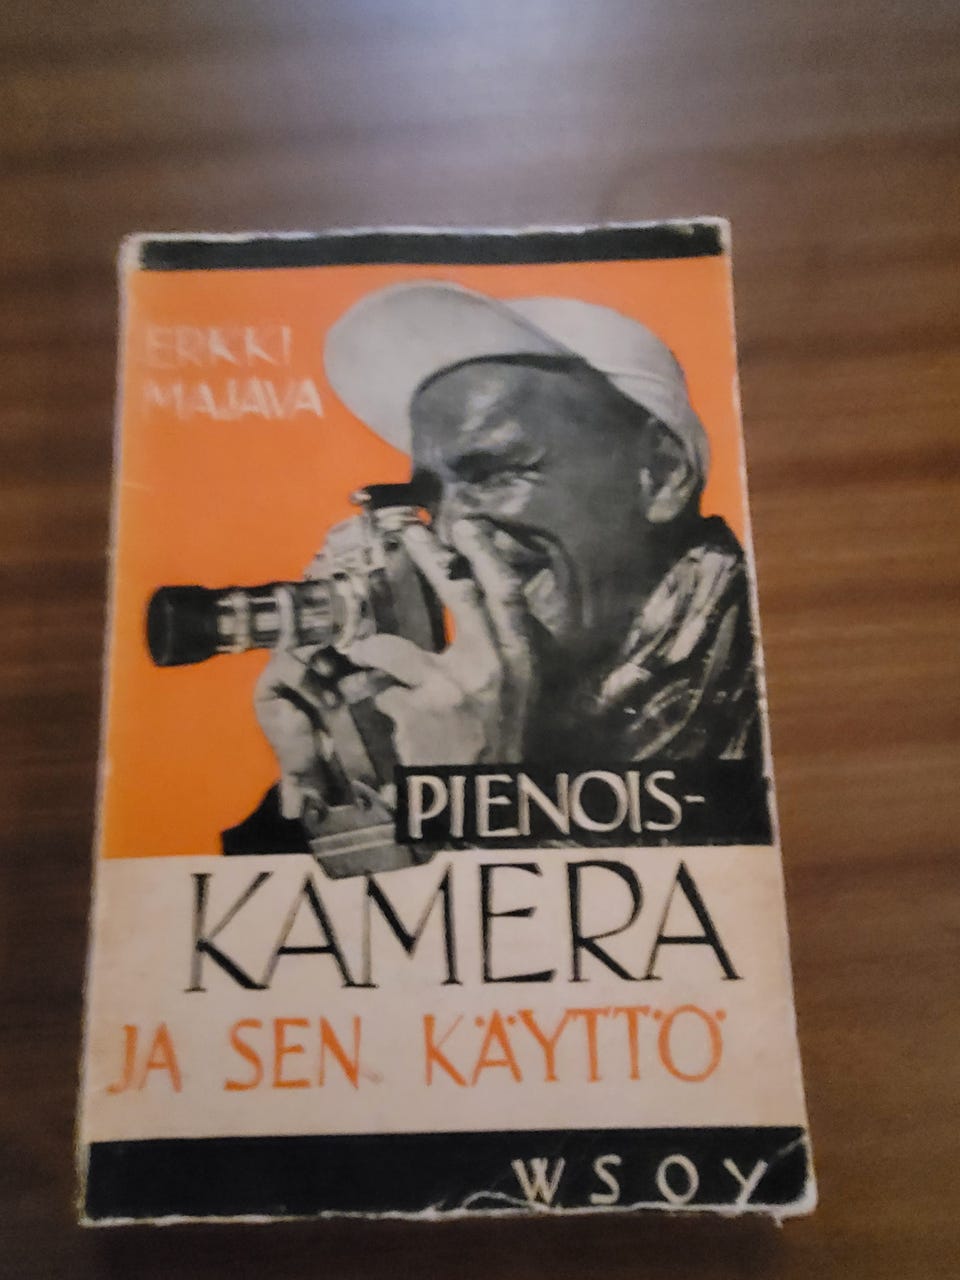 ERKKI
MAJAVA
PIENOIS-
KAMERA
JA SEN KÄYTTÖ
WSOY